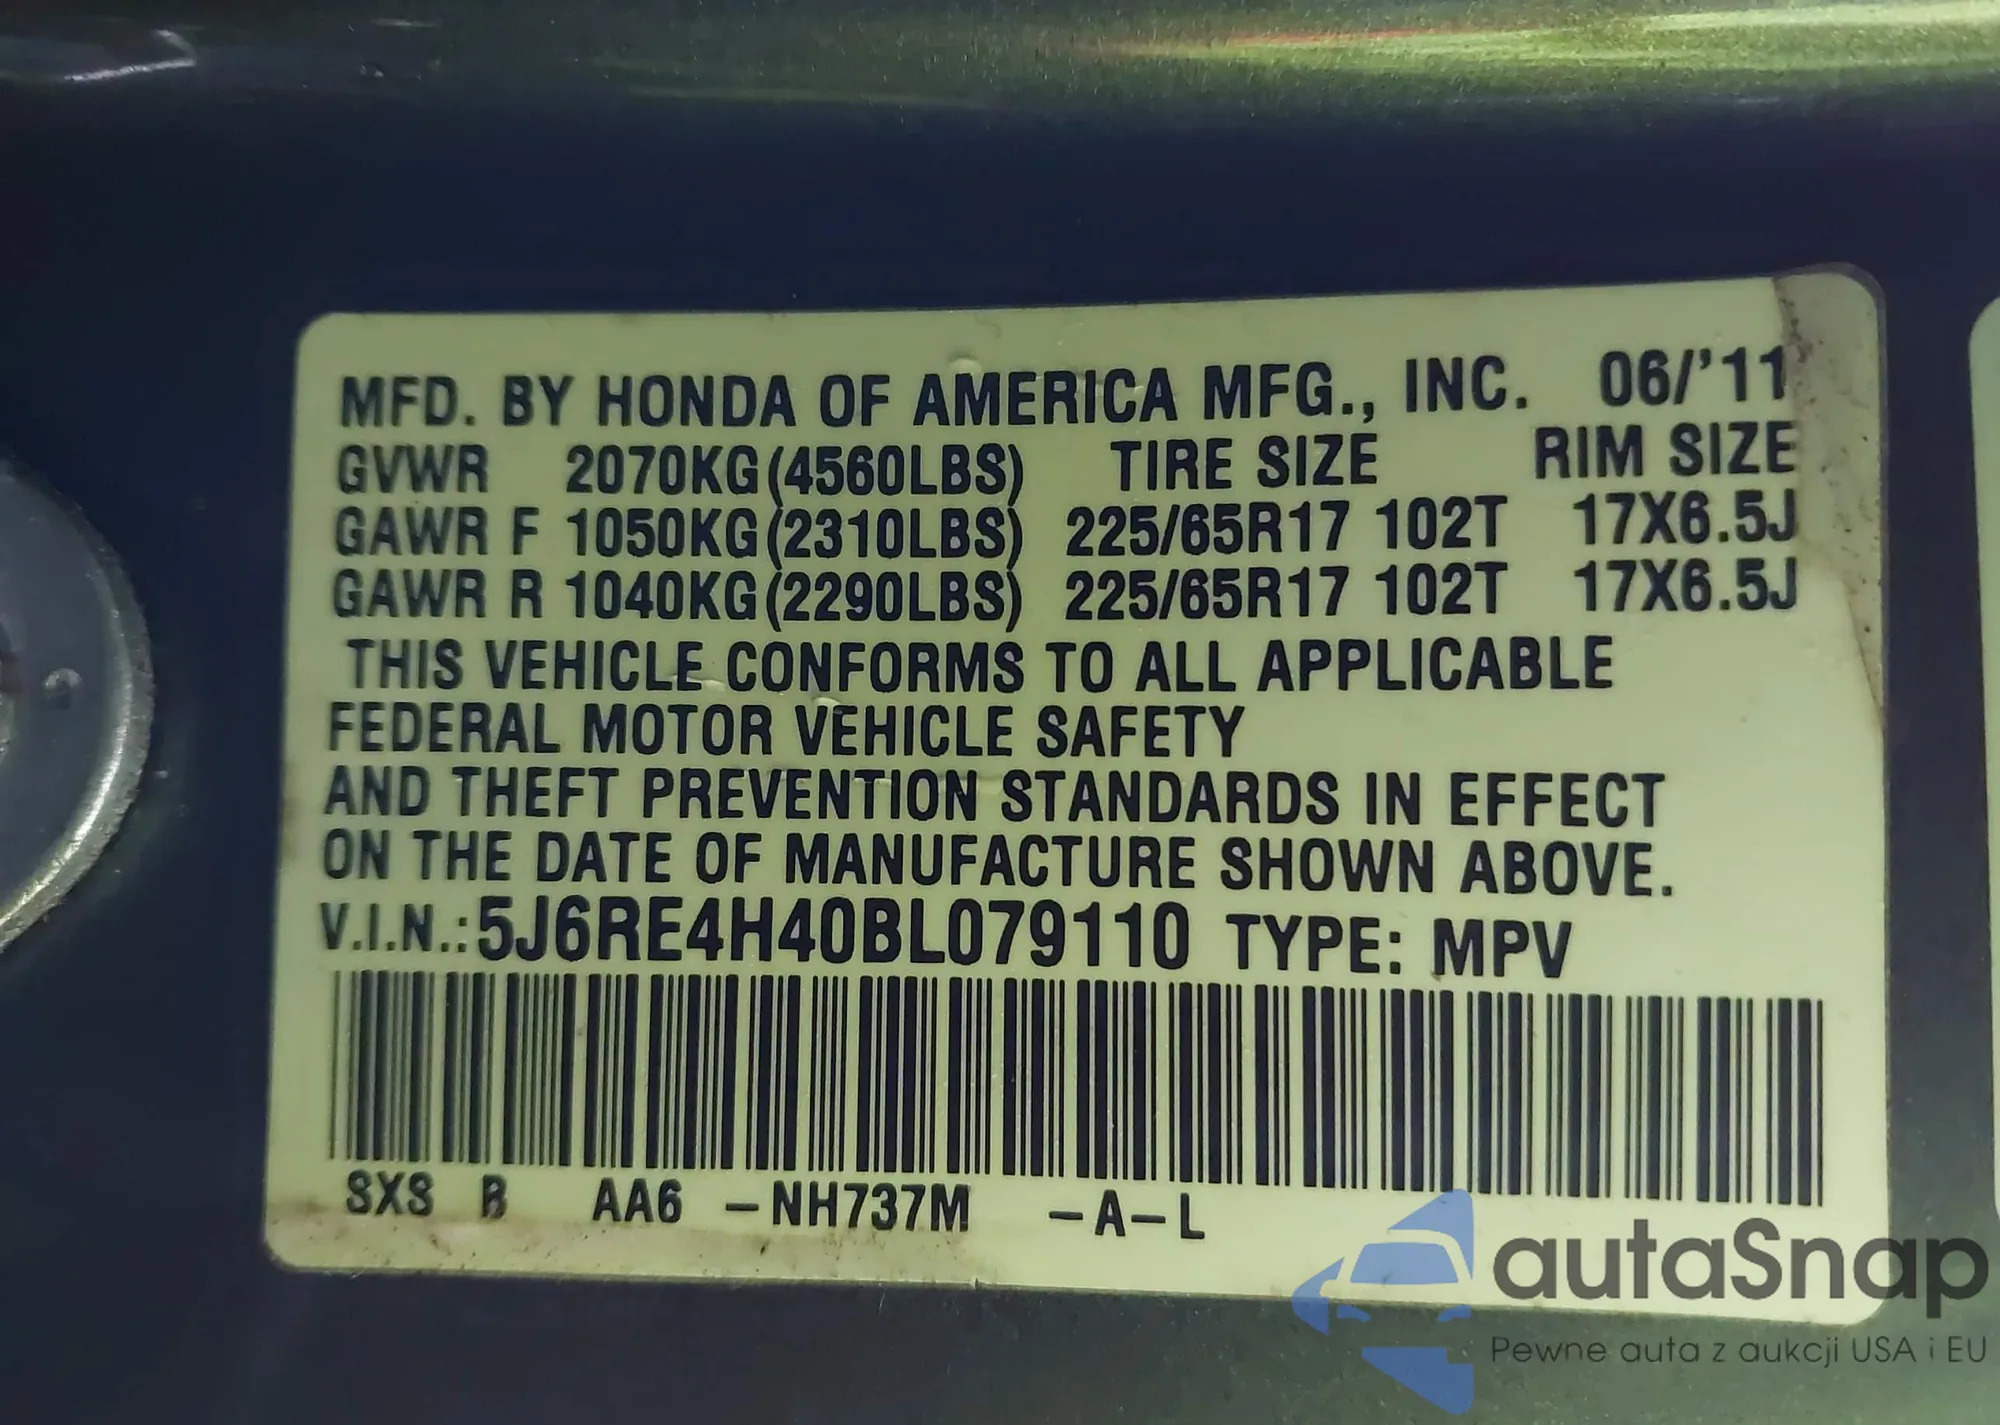 MFD. BY HONDA OF AMERICA MFG., INC. 06/'11
GVWR 2070KG(4560LBS) TIRE SIZE RIM SIZE
GAWR F 1050KG(2310LBS) 225/65R17 102T 17X6.5J
GAWR R 1040KG(2290LBS) 225/65R17 102T 17X6.5J
THIS VEHICLE CONFORMS TO ALL APPLICABLE
FEDERAL MOTOR VEHICLE SAFETY
AND THEFT PREVENTION STANDARDS IN EFFECT
ON THE DATE OF MANUFACTURE SHOWN ABOVE.
V.I.N.: 5J6RE4H40BL079110 TYPE: MPV
SXS B AA6 -NH737M -A-L
autaSnap
Pewne auta z aukcji USA i EU